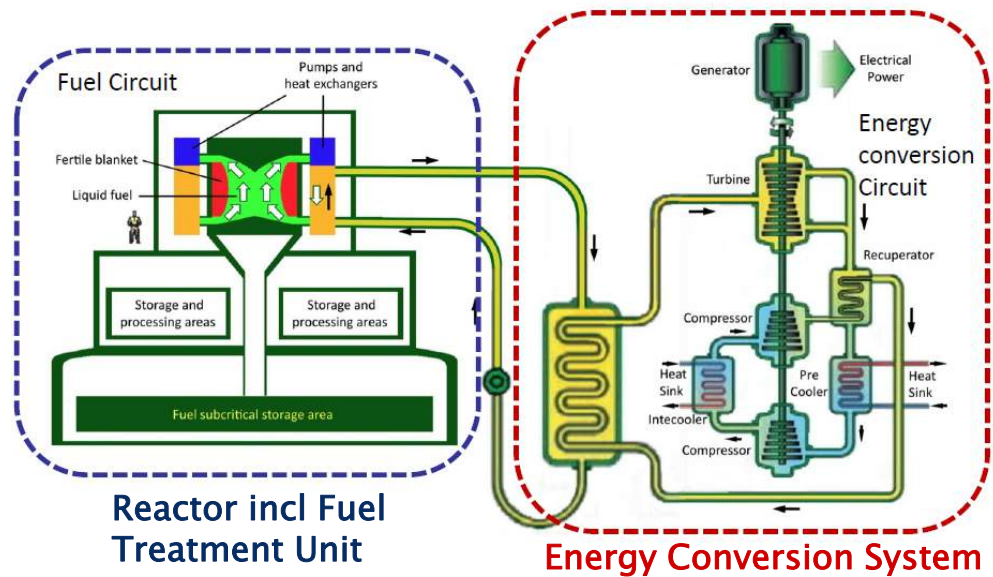 Fuel Circuit
Pumps and
heat exchangers
Fertile blanket
Liquid fuel
Storage and
processing areas
Storage and
processing areas
Fuel subcritical storage area
Reactor incl Fuel
Treatment Unit
Generator
Electrical
Power
Energy
conversion
Circuit
Turbine
Recuperator
Compressor
Heat
Sink
Pre
Cooler
Heat
Sink
Intecooler
Compressor
Energy Conversion System